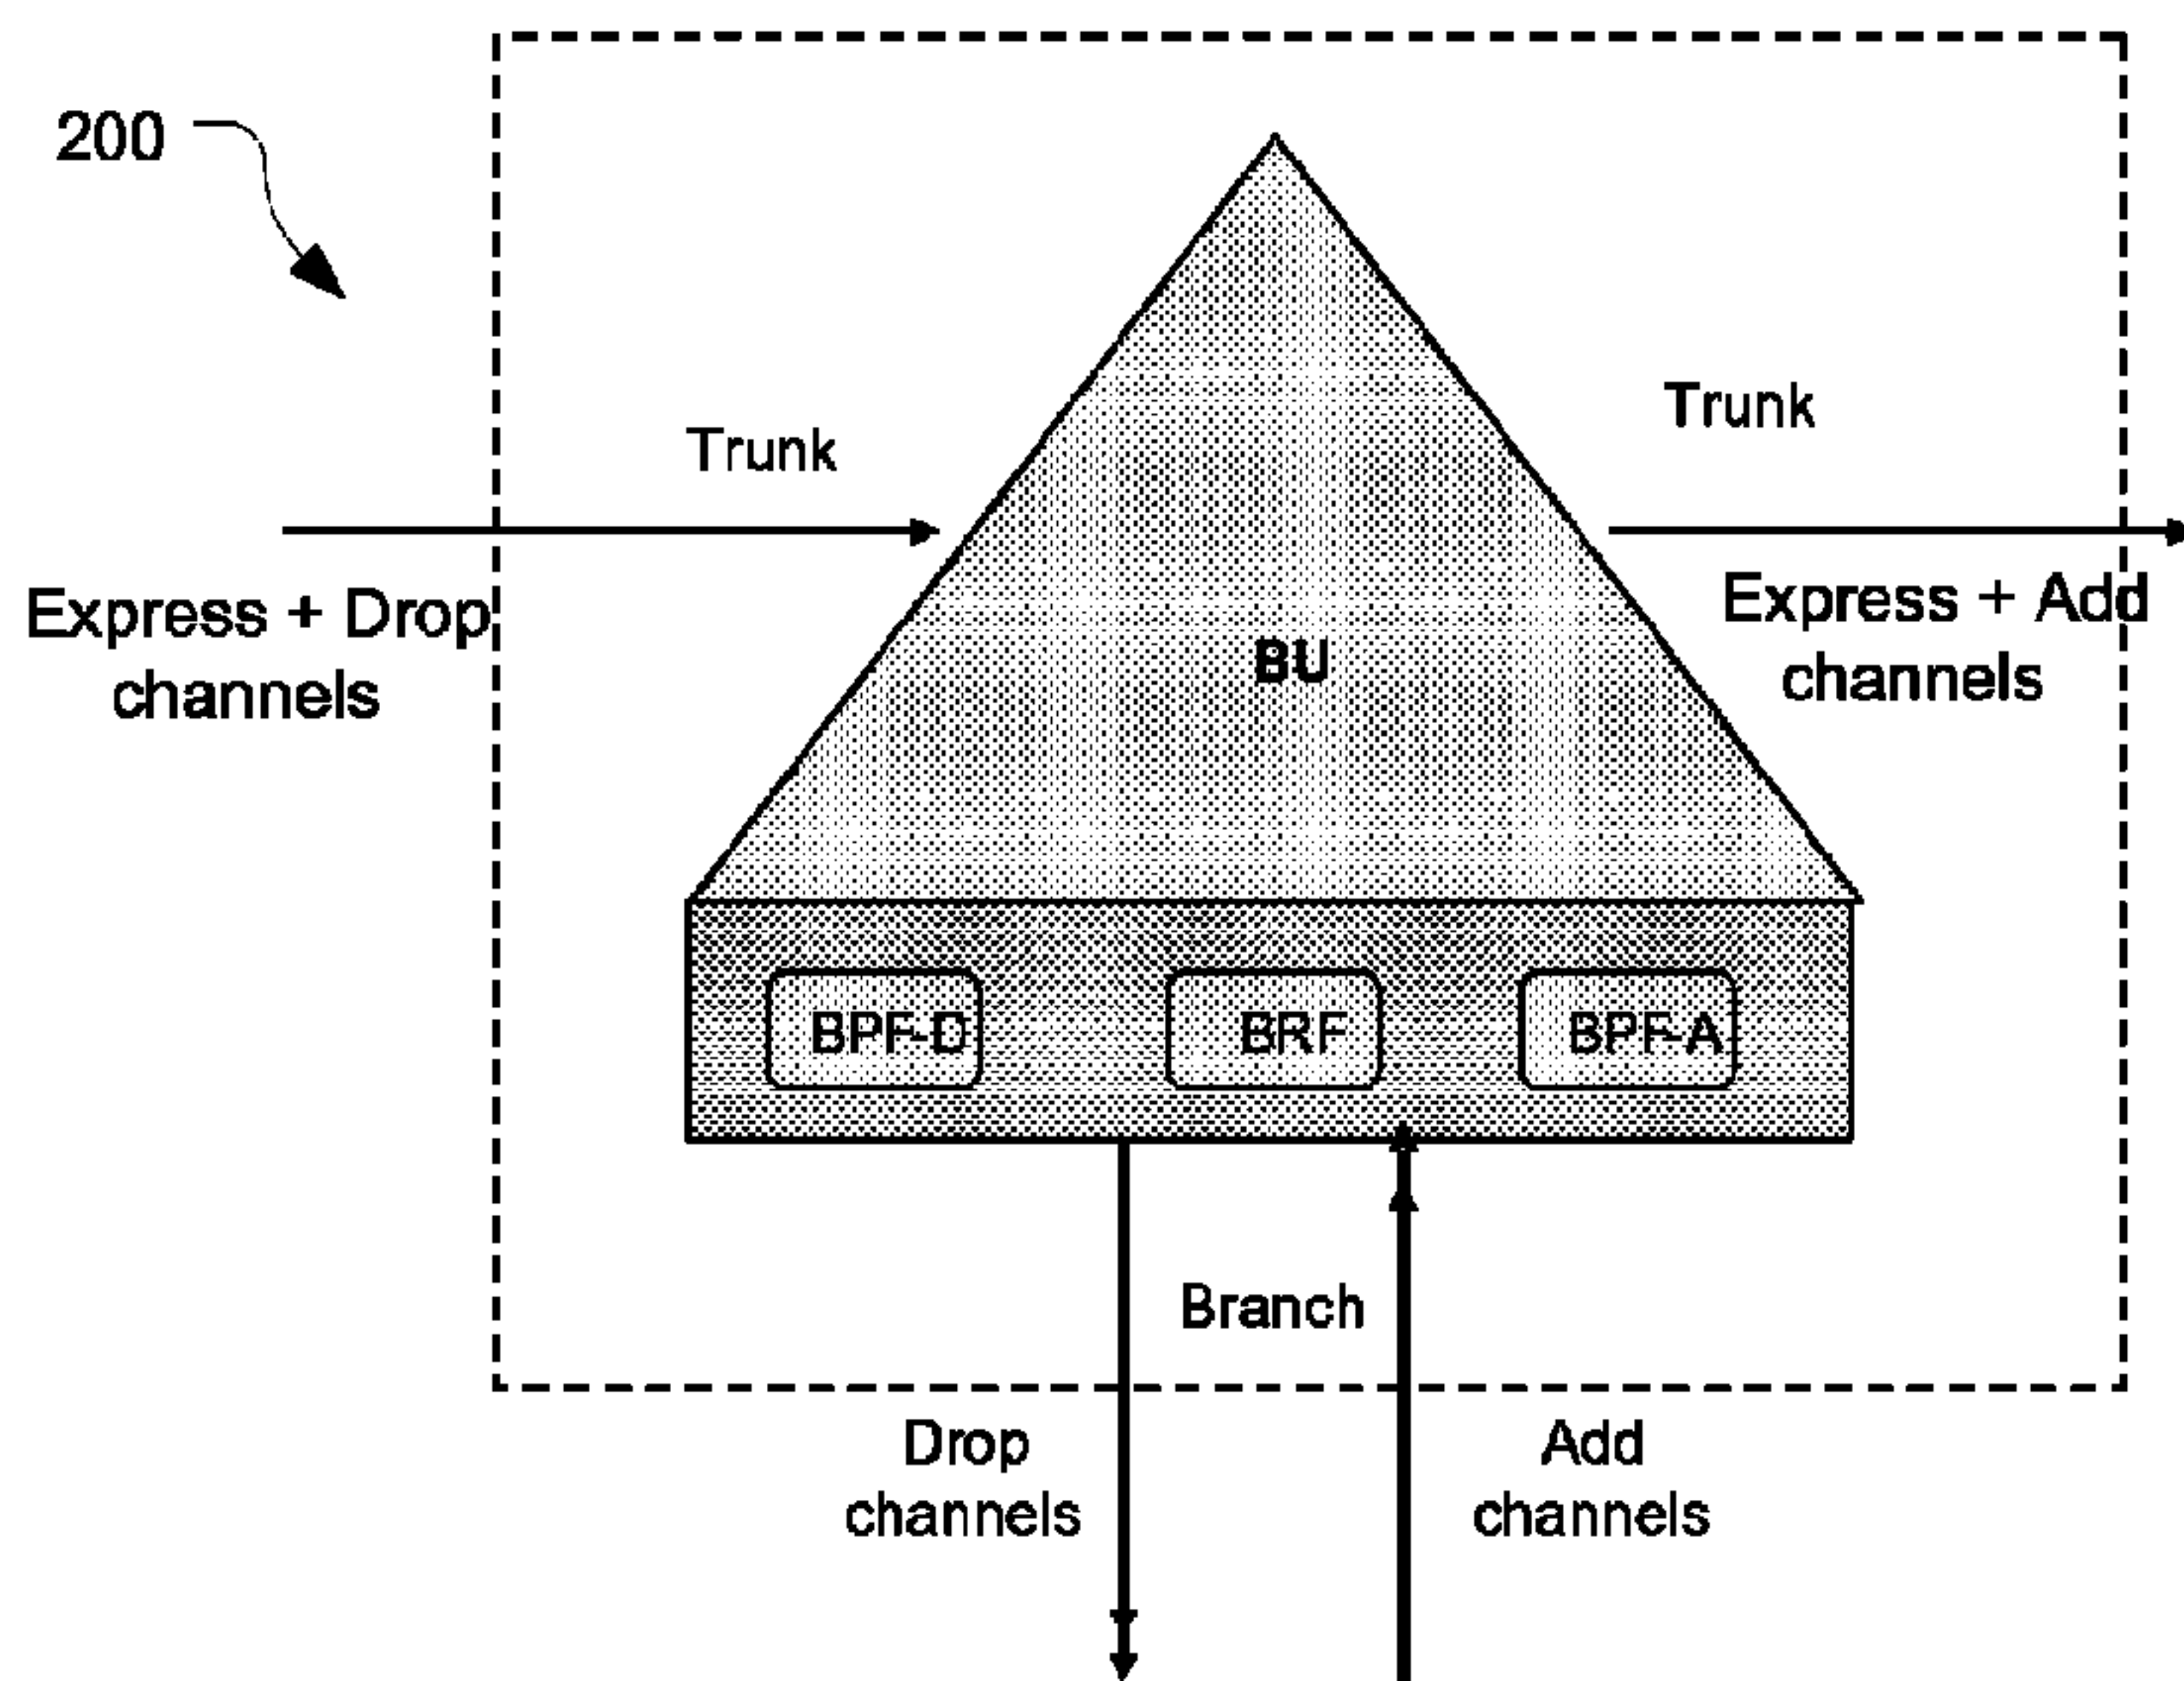 200
Trunk
Trunk
Express + Drop
channels
Express + Add
channels
BU
BPF-D
BRF
BPF-A
Branch
Drop
channels
Add
channels